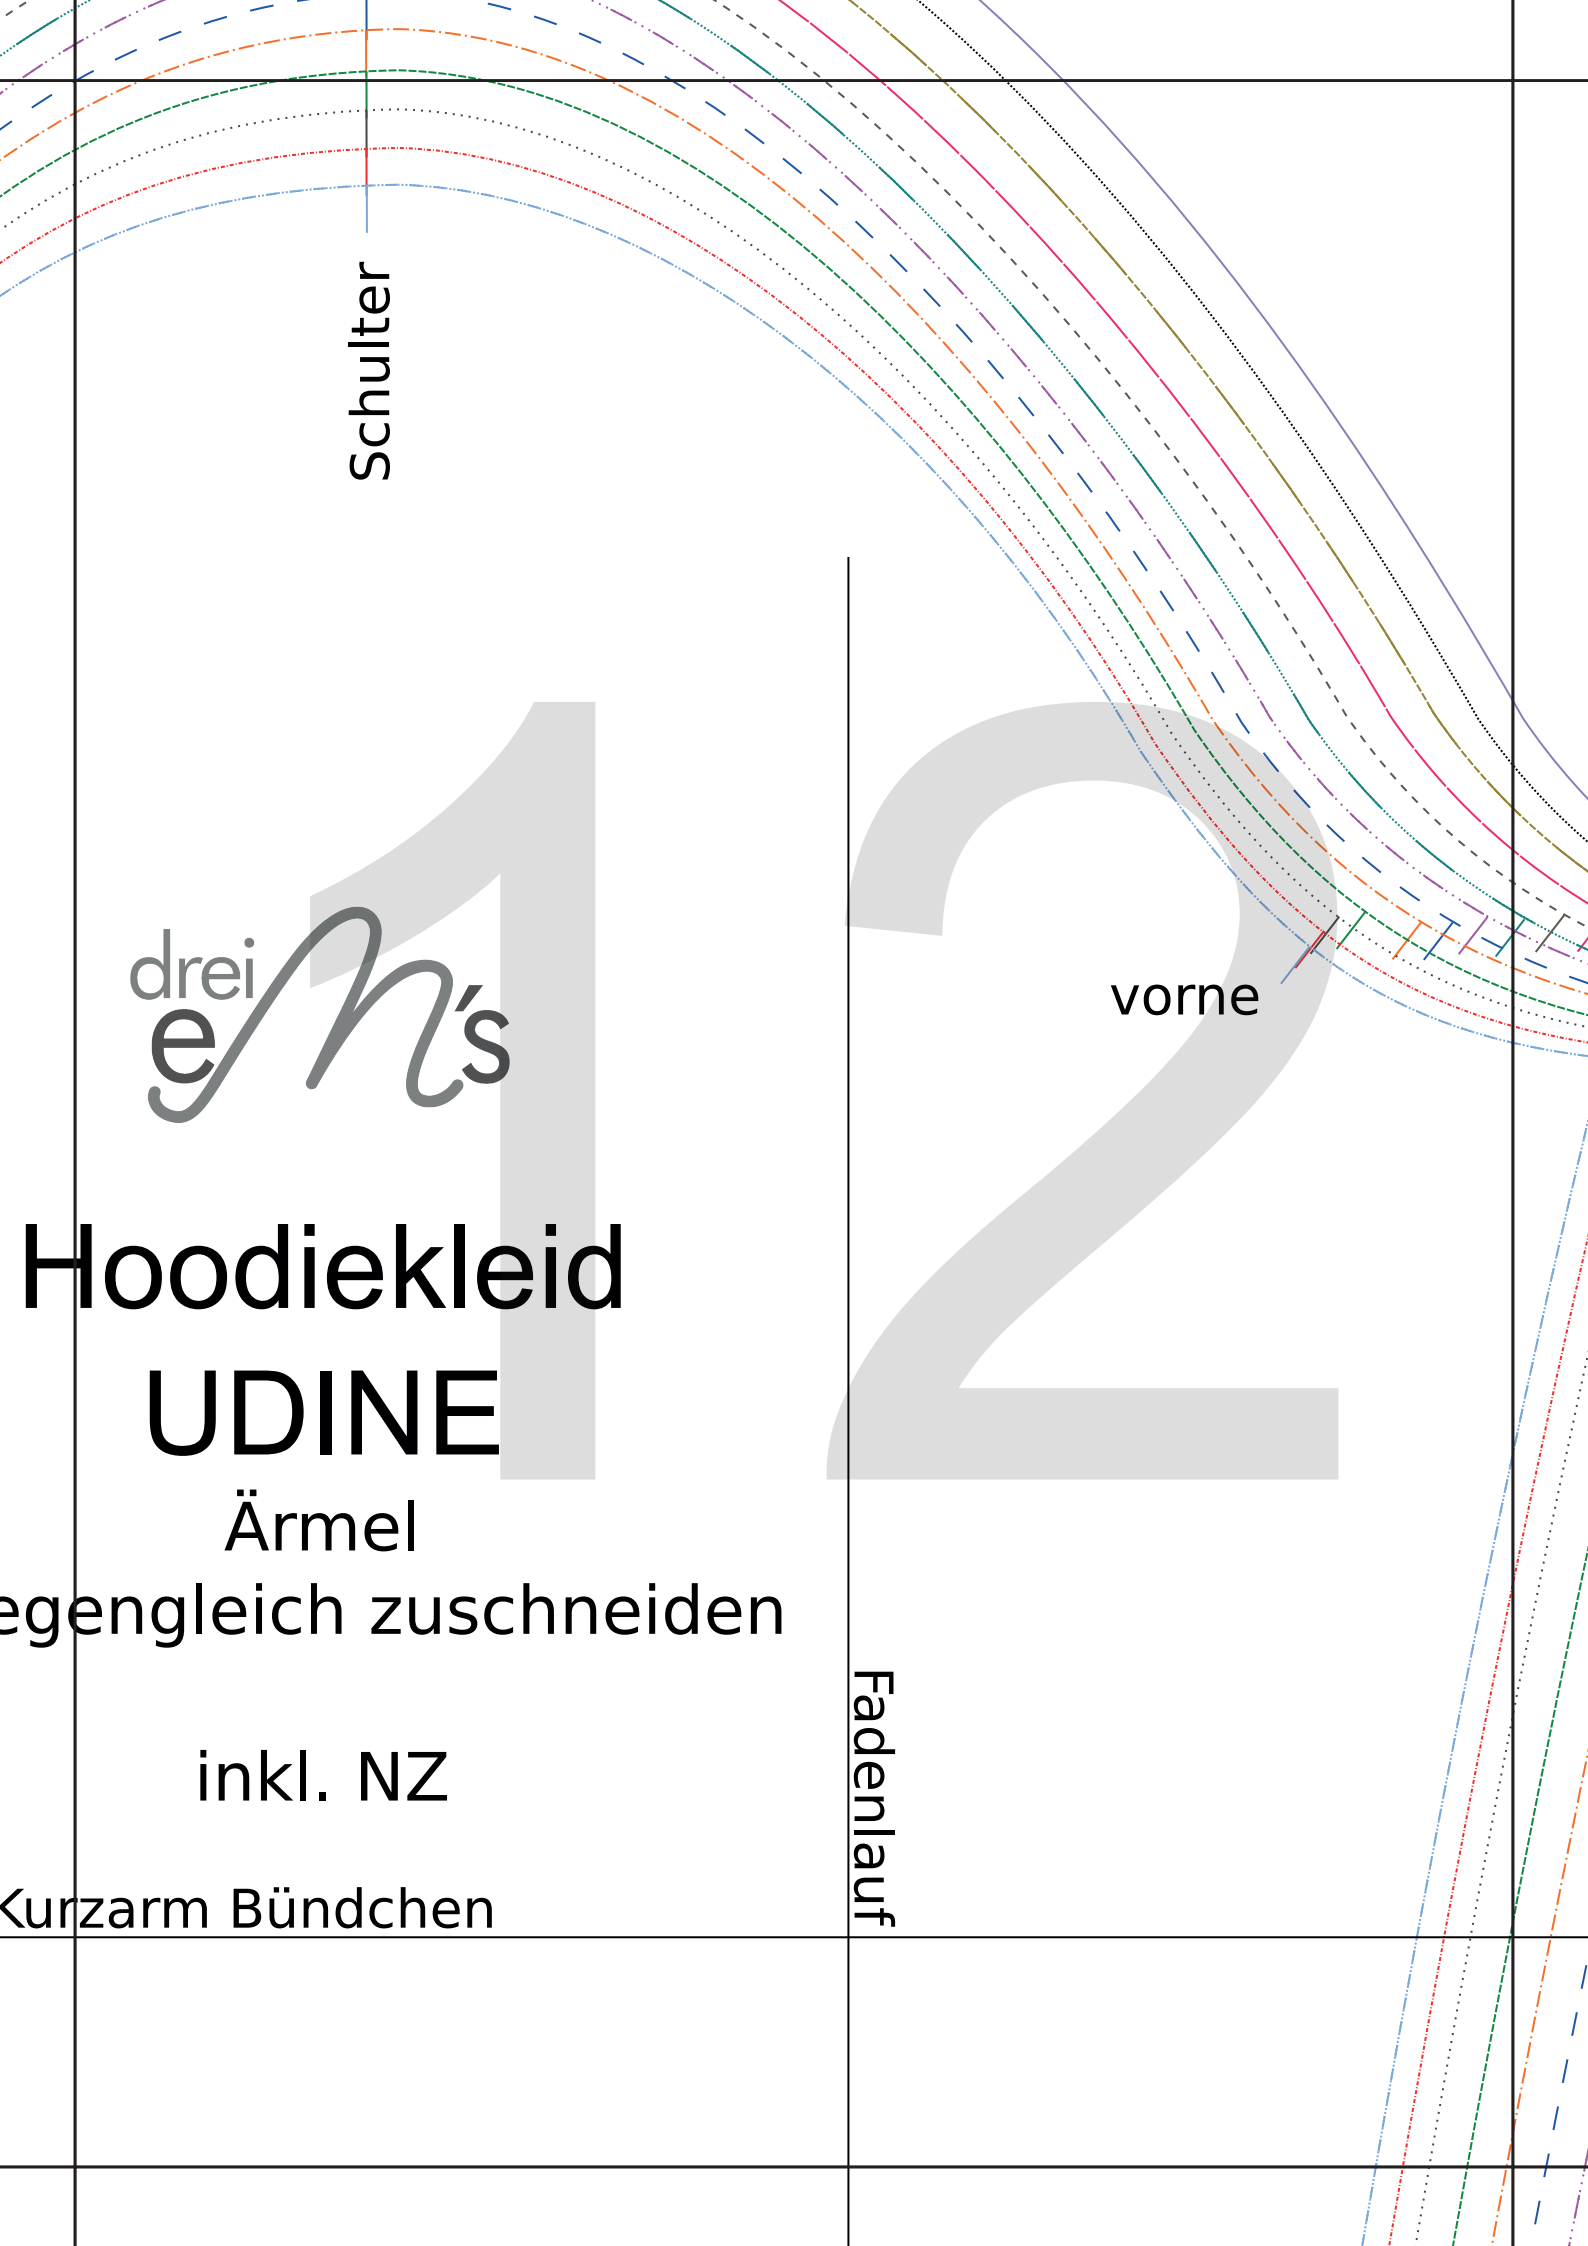 Schulter
12
vorne
drei
eM's
Hoodiekleid
UDINE
Ärmel
egengleich zuschneiden
inkl. NZ
Fadenlauf
Kurzarm Bündchen